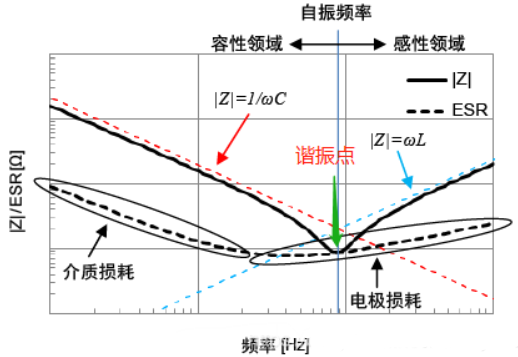 自振频率
容性领域
感性领域
|Z|
ESR
|Z|=1/ωC
谐振点
|Z|=ωL
|Z|/ESR[Ω]
介质损耗
电极损耗
频率 [Hz]